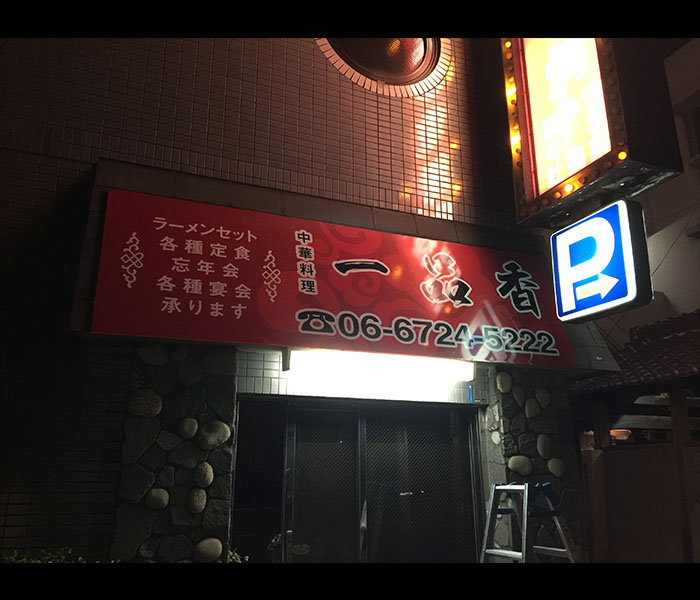 ラーメンセット
各種定食
忘年会
各種宴会
承ります
中華料理
一品香
☎06-6724-5222
P